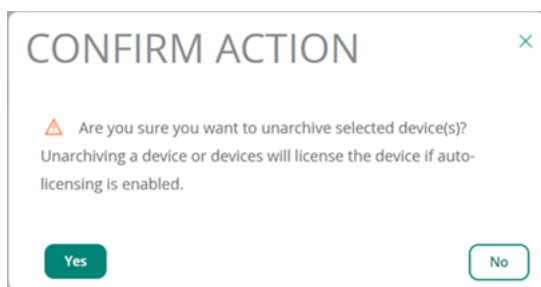 CONFIRM ACTION
Are you sure you want to unarchive selected device(s)?
Unarchiving a device or devices will license the device if auto-
licensing is enabled.
Yes
No